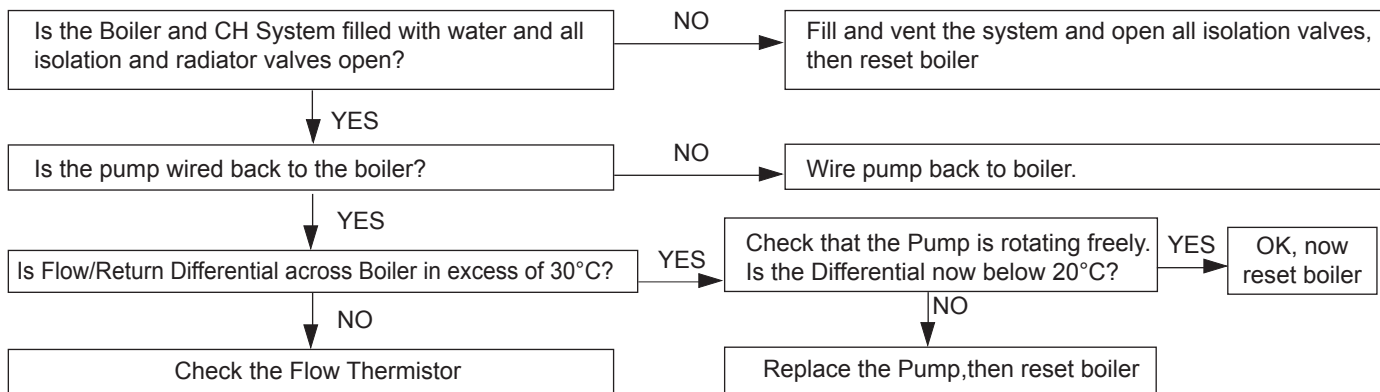 Is the Boiler and CH System filled with water and all
isolation and radiator valves open?
NO
Fill and vent the system and open all isolation valves,
then reset boiler
YES
Is the pump wired back to the boiler?
NO
Wire pump back to boiler.
YES
Is Flow/Return Differential across Boiler in excess of 30°C?
YES
Check that the Pump is rotating freely.
Is the Differential now below 20°C?
YES
OK, now
reset boiler
NO
Check the Flow Thermistor
NO
Replace the Pump,then reset boiler